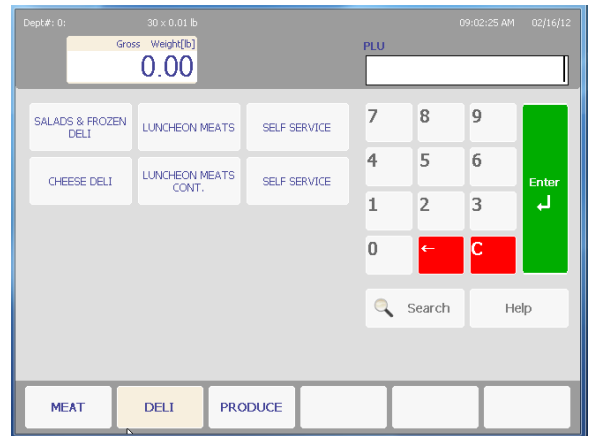 Dept#: 0: 30 x 0.01 lb 09:02:25 AM 02/16/12
Gross Weight[lb]
0.00
PLU
SALADS & FROZEN
DELI
LUNCHEON MEATS
SELF SERVICE
CHEESE DELI
LUNCHEON MEATS
CONT.
SELF SERVICE
7 8 9
4 5 6
1 2 3
0 ← C
Enter
↵
Search
Help
MEAT
DELI
PRODUCE